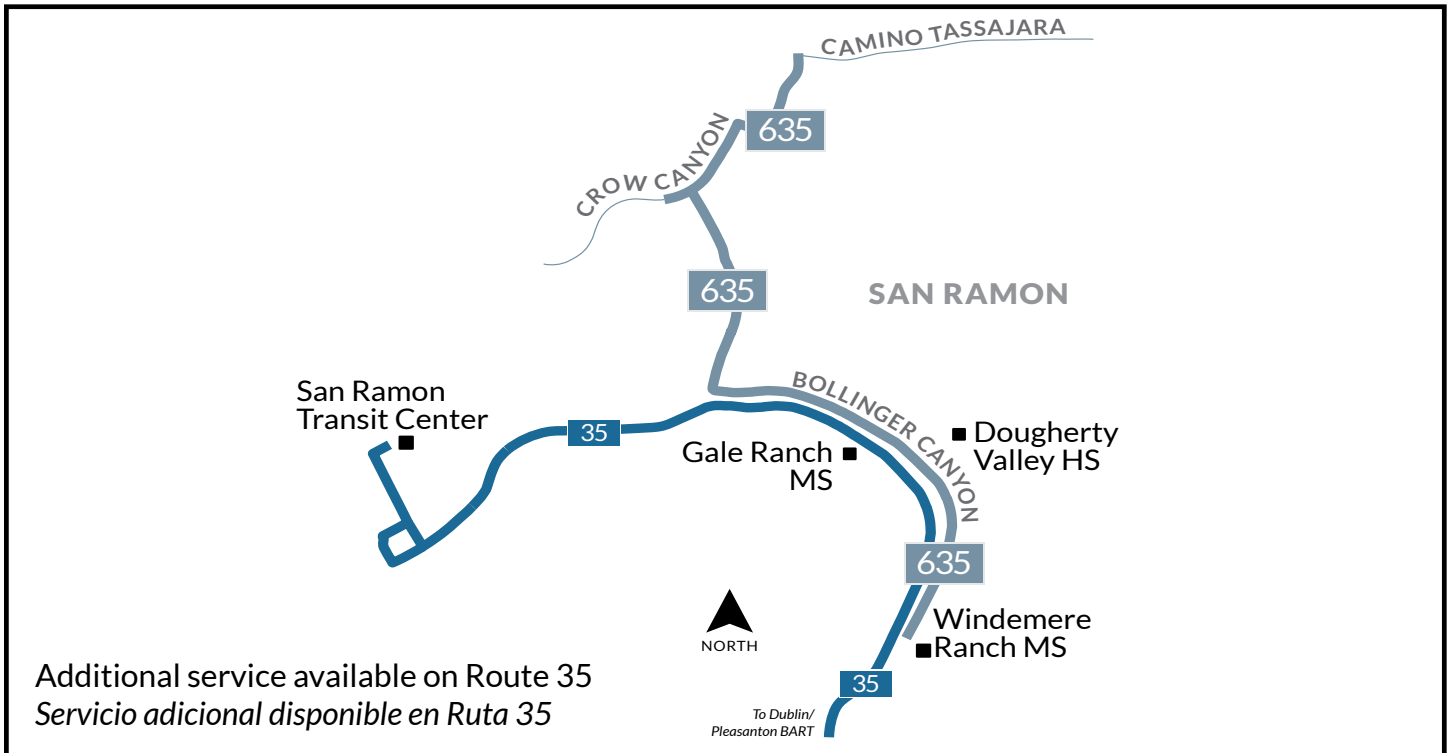 CAMINO TASSAJARA
635
CROW CANYON
635
SAN RAMON
San Ramon
Transit Center
35
BOLLINGER CANYON
Gale Ranch
MS
Dougherty
Valley HS
635
NORTH
Windemere
Ranch MS
35
To Dublin/
Pleasanton BART
Additional service available on Route 35
Servicio adicional disponible en Ruta 35